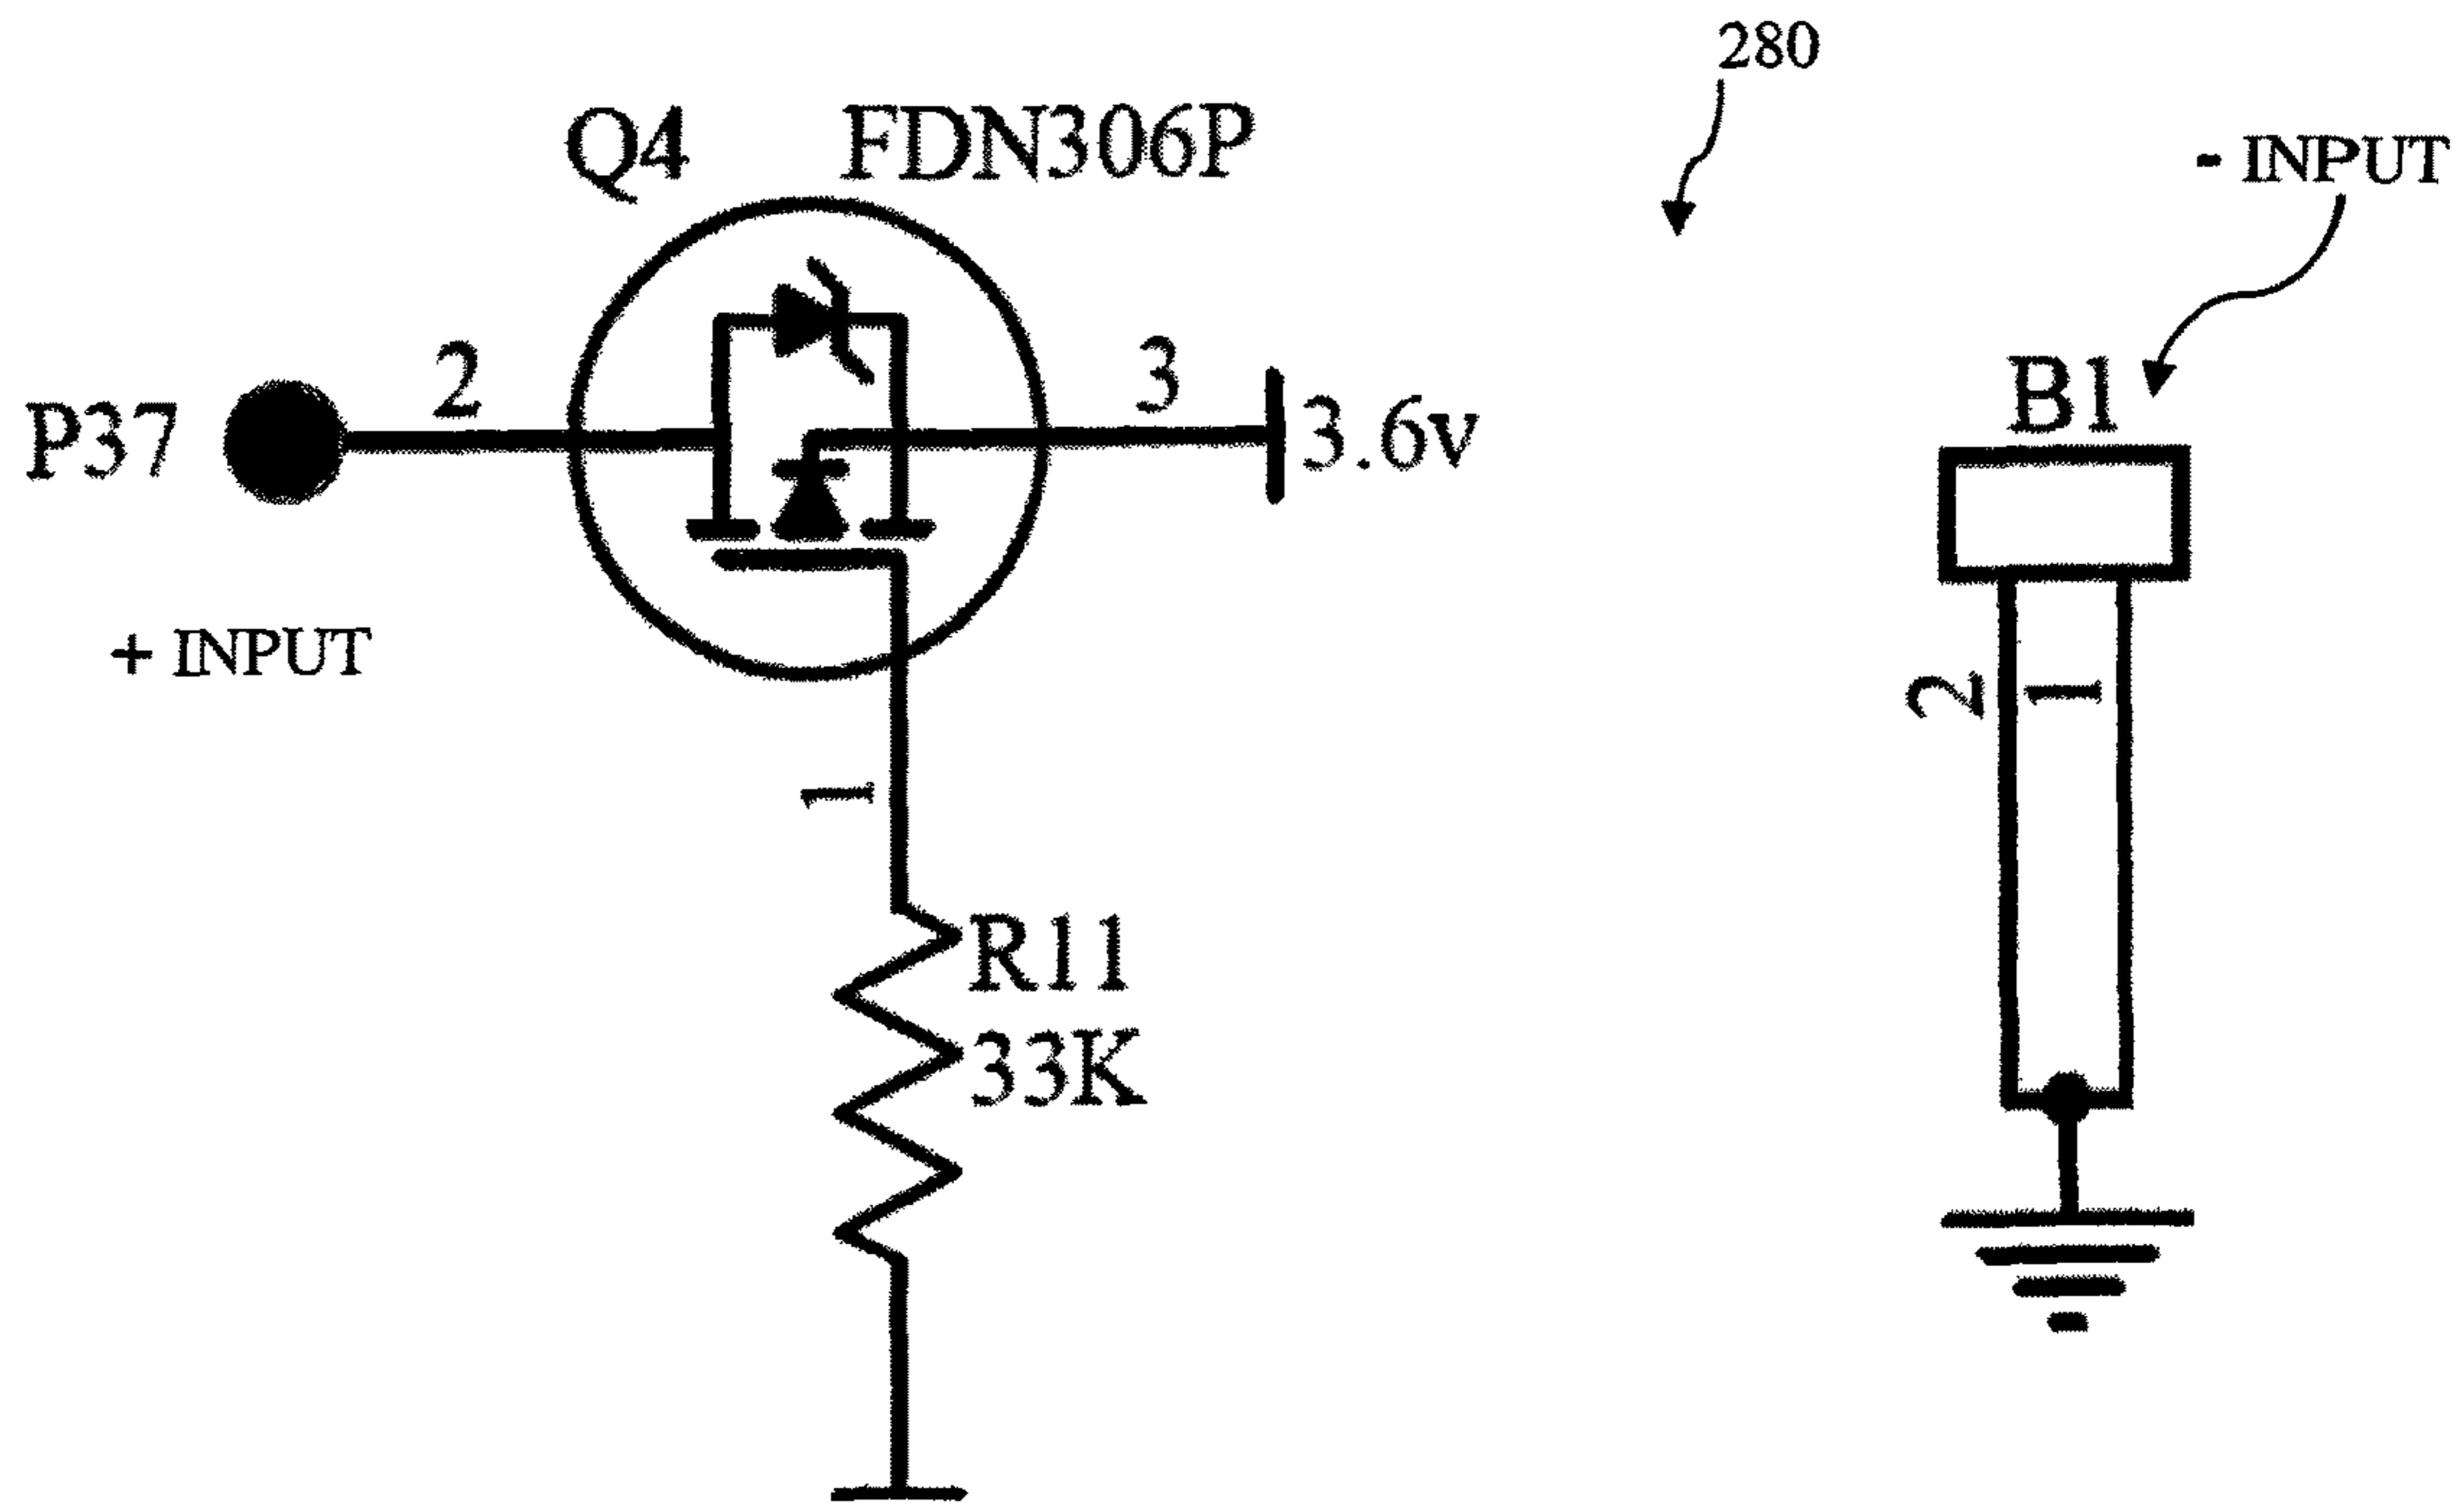 280
Q4 FDN306P
- INPUT
P37 2 3 3.6v
B1
+ INPUT
2 1
1
R11
33K